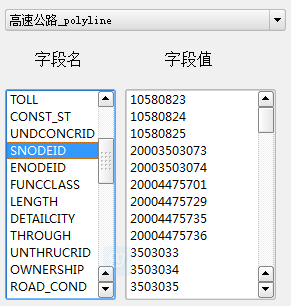 高速公路_polyline
字段名 字段值
TOLL 10580823
CONST_ST 10580824
UNDCONCRID 10580825
SNODEID 20003503073
ENODEID 20003503074
FUNCCLASS 20004475701
LENGTH 20004475729
DETAILCITY 20004475735
THROUGH 20004475736
UNTHRUCRID 3503033
OWNERSHIP 3503034
ROAD_COND 3503035